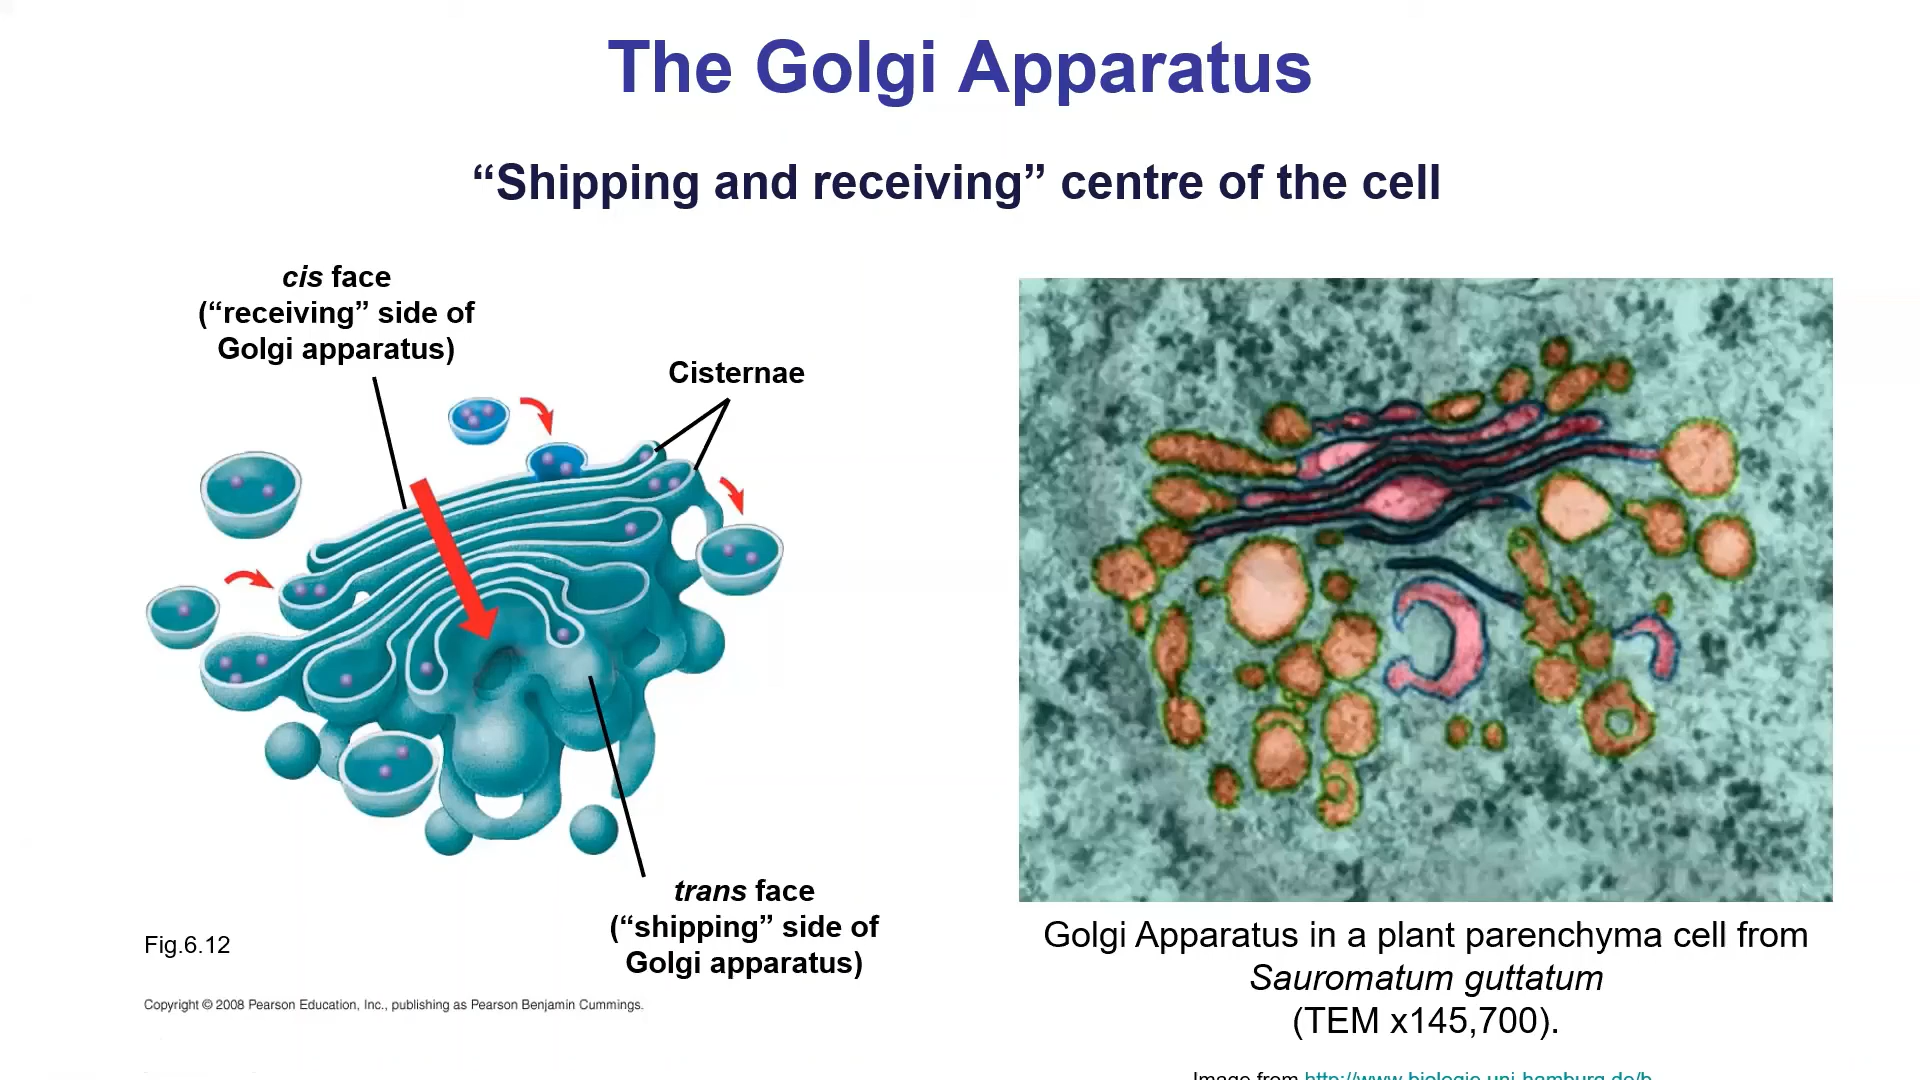 The Golgi Apparatus
“Shipping and receiving” centre of the cell
cis face
(“receiving” side of
Golgi apparatus)
Cisternae
trans face
(“shipping” side of
Golgi apparatus)
Fig.6.12
Copyright © 2008 Pearson Education, Inc., publishing as Pearson Benjamin Cummings.
Golgi Apparatus in a plant parenchyma cell from
Sauromatum guttatum
(TEM x145,700).
Image from http://www.biologie.uni-hamburg.de/b